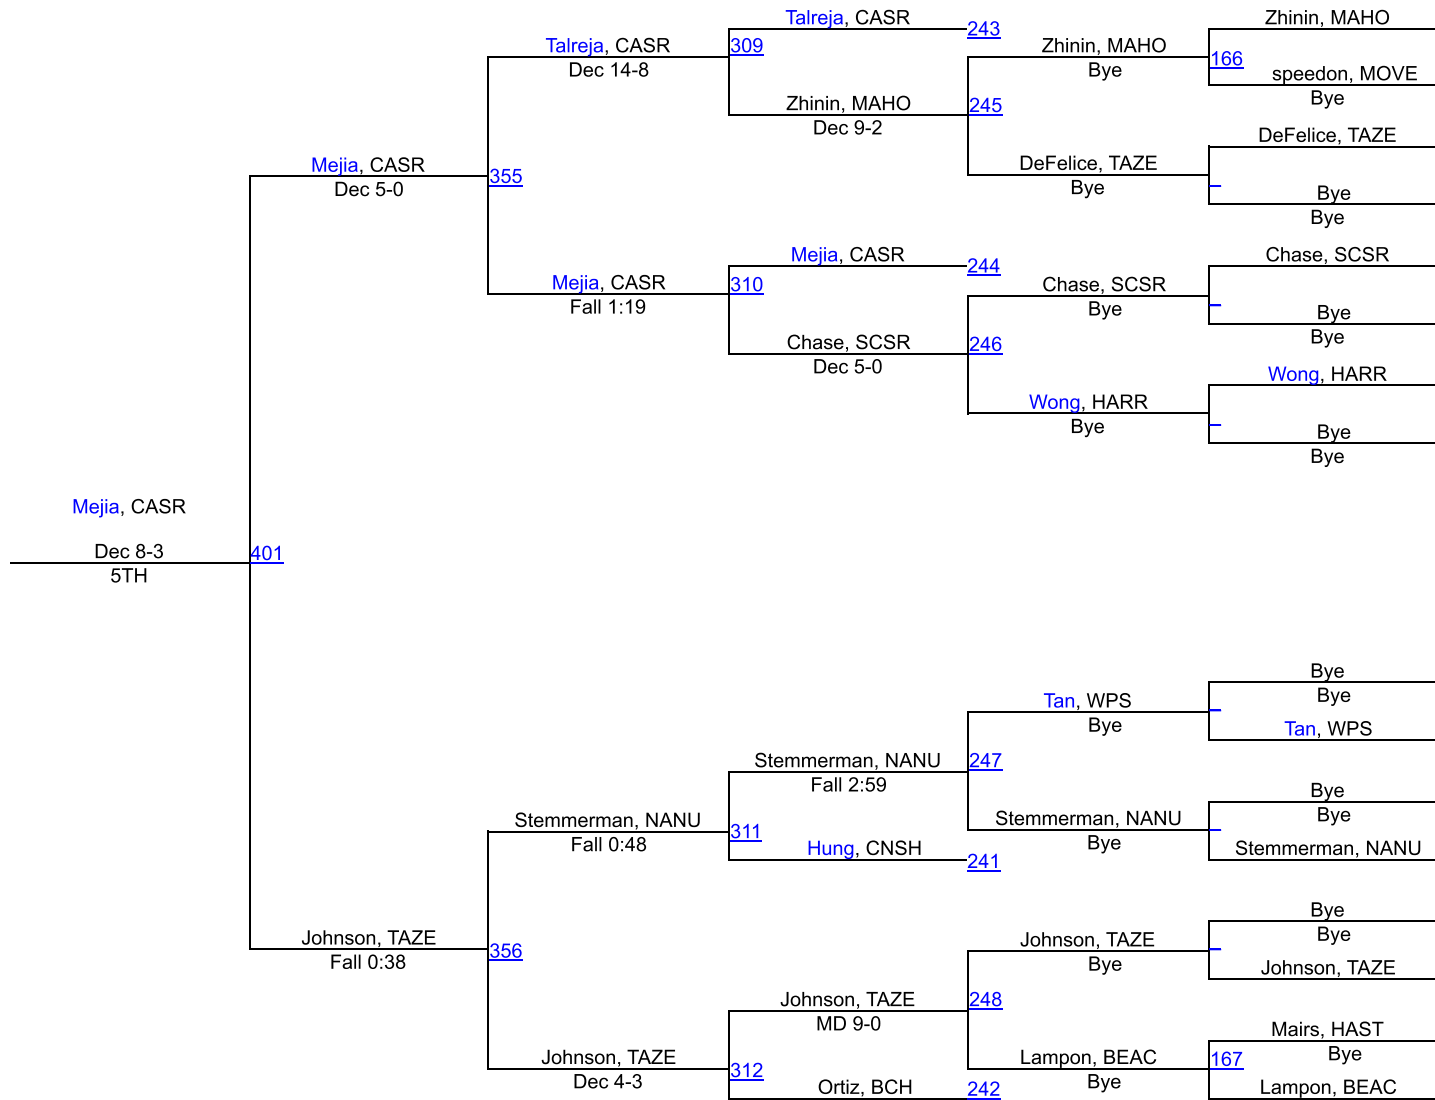 Talreja, CASR
243
Zhinin, MAHO
Talreja, CASR
309
Zhinin, MAHO
Dec 14-8
Bye
166
speedon, MOVE
Bye
Zhinin, MAHO
245
Dec 9-2
DeFelice, TAZE
Mejia, CASR
355
DeFelice, TAZE
Dec 5-0
Bye
Bye
Bye
Mejia, CASR
244
Chase, SCSR
Mejia, CASR
310
Chase, SCSR
Fall 1:19
Bye
Bye
Bye
Chase, SCSR
246
Dec 5-0
Wong, HARR
Wong, HARR
Bye
Bye
Bye
Mejia, CASR
Dec 8-3
401
5TH
Bye
Tan, WPS
Bye
Bye
Tan, WPS
Stemmerman, NANU
247
Fall 2:59
Bye
Stemmerman, NANU
311
Stemmerman, NANU
Bye
Fall 0:48
Bye
Hung, CNSH
241
Stemmerman, NANU
Bye
Johnson, TAZE
356
Johnson, TAZE
Bye
Fall 0:38
Bye
Johnson, TAZE
Johnson, TAZE
248
MD 9-0
Mairs, HAST
Johnson, TAZE
312
Lampon, BEAC
167
Bye
Dec 4-3
Bye
Ortiz, BCH
242
Lampon, BEAC